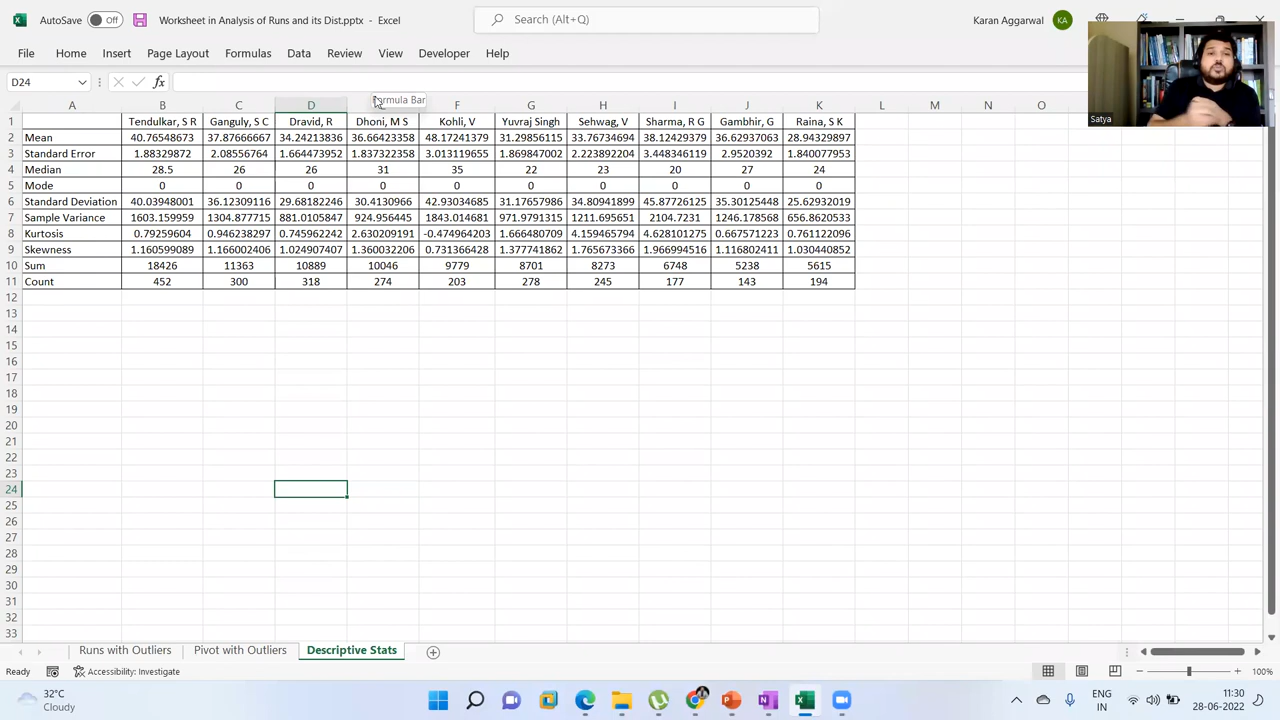 AutoSave Off Worksheet in Analysis of Runs and its Dist.pptx - Excel Search (Alt+Q) Karan Aggarwal KA
File Home Insert Page Layout Formulas Data Review View Developer Help
D24 fx
Formula Bar
Satya
A B C D F G H I J K L M N O
1 Tendulkar, S R Ganguly, S C Dravid, R Dhoni, M S Kohli, V Yuvraj Singh Sehwag, V Sharma, R G Gambhir, G Raina, S K
2 Mean 40.76548673 37.87666667 34.24213836 36.66423358 48.17241379 31.29856115 33.76734694 38.12429379 36.62937063 28.94329897
3 Standard Error 1.88329872 2.08556764 1.664473952 1.837322358 3.013119655 1.869847002 2.223892204 3.448346119 2.9520392 1.840077953
4 Median 28.5 26 26 31 35 22 23 20 27 24
5 Mode 0 0 0 0 0 0 0 0 0 0
6 Standard Deviation 40.03948001 36.12309116 29.68182246 30.4130966 42.93034685 31.17657986 34.80941899 45.87726125 35.30125448 25.62932019
7 Sample Variance 1603.159959 1304.877715 881.0105847 924.956445 1843.014681 971.9791315 1211.695651 2104.7231 1246.178568 656.8620533
8 Kurtosis 0.79259604 0.946238297 0.745962242 2.630209191 -0.474964203 1.666480709 4.159465794 4.628101275 0.667571223 0.761122096
9 Skewness 1.160599089 1.166002406 1.024907407 1.360032206 0.731366428 1.377741862 1.765673366 1.966994516 1.116802411 1.030440852
10 Sum 18426 11363 10889 10046 9779 8701 8273 6748 5238 5615
11 Count 452 300 318 274 203 278 245 177 143 194
12
13
14
15
16
17
18
19
20
21
22
23
24
25
26
27
28
29
30
31
32
33
Runs with Outliers Pivot with Outliers Descriptive Stats
Ready Accessibility: Investigate 100%
32°C ENG 11:30
Cloudy IN 28-06-2022